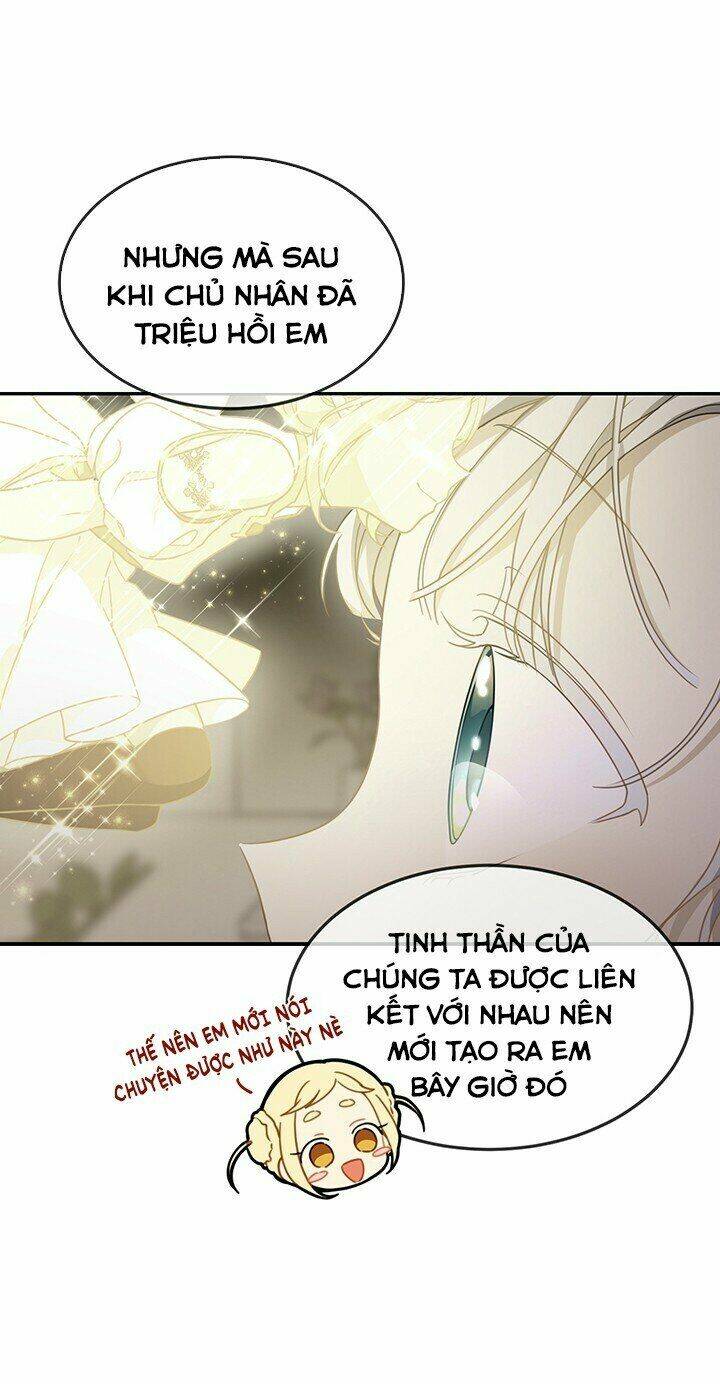 NHƯNG MÀ SAU
KHI CHỦ NHÂN ĐÃ
TRIỆU HỒI EM
TINH THẦN CỦA
CHÚNG TA ĐƯỢC LIÊN
KẾT VỚI NHAU NÊN
MỚI TẠO RA EM
BÂY GIỜ ĐÓ
THẾ NÊN EM MỚI NÓI
CHUYỆN ĐƯỢC NHƯ NÀY NÈ